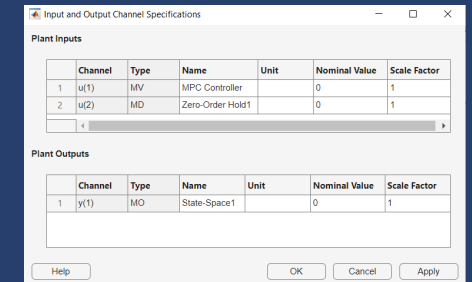 Input and Output Channel Specifications
Plant Inputs
Channel Type Name Unit Nominal Value Scale Factor
1 u(1) MV MPC Controller 0 1
2 u(2) MD Zero-Order Hold1 0 1
Plant Outputs
Channel Type Name Unit Nominal Value Scale Factor
1 y(1) MO State-Space1 0 1
Help OK Cancel Apply